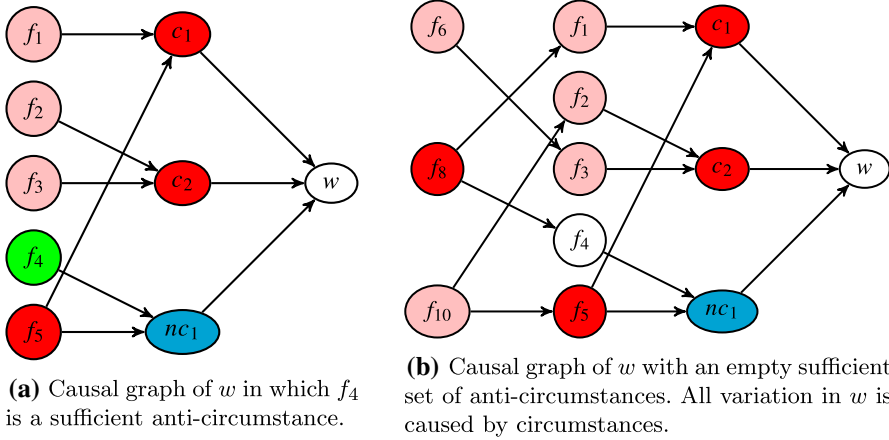 f1
c1
f2
f3
c2
w
f4
f5
nc1
(a) Causal graph of w in which f4
is a sufficient anti-circumstance.
f6
f1
c1
f2
f8
f3
c2
w
f4
f10
f5
nc1
(b) Causal graph of w with an empty sufficient
set of anti-circumstances. All variation in w is
caused by circumstances.